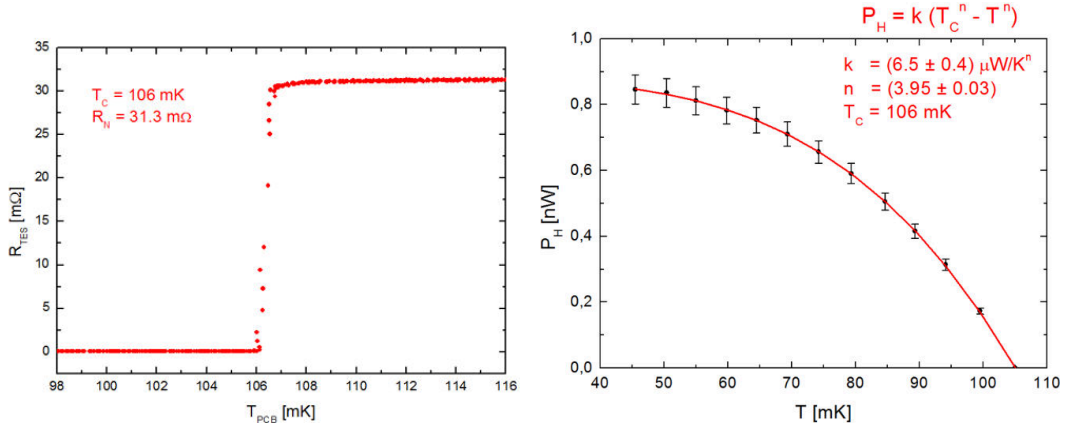 35
30
25
20
15
10
5
0
R_TES [mΩ]
T_C = 106 mK
R_N = 31.3 mΩ
98 100 102 104 106 108 110 112 114 116
T_PCB [mK]
P_H = k (T_C^n - T^n)
k = (6.5 ± 0.4) μW/K^n
n = (3.95 ± 0.03)
T_C = 106 mK
1,0
0,8
0,6
0,4
0,2
0,0
P_H [nW]
40 50 60 70 80 90 100 110
T [mK]